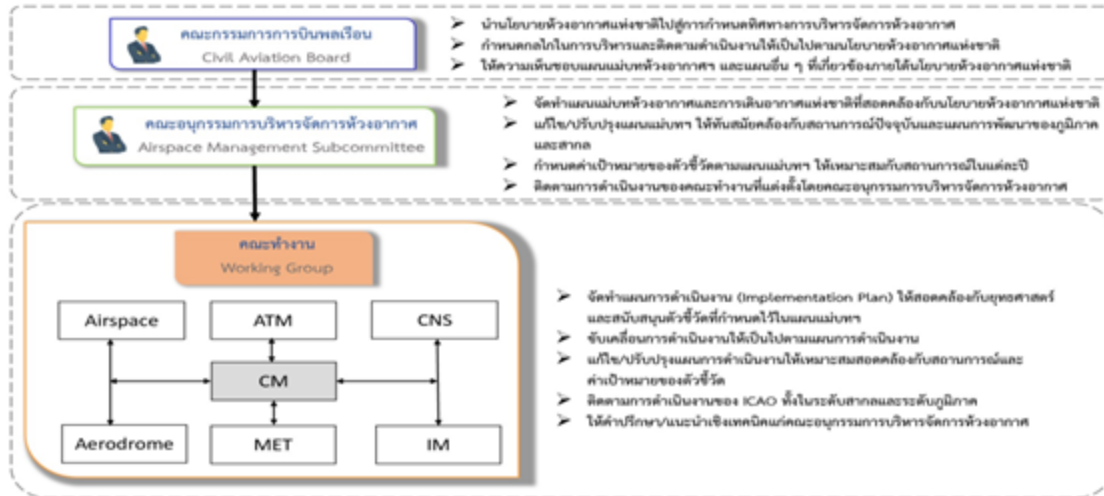 คณะกรรมการการบินพลเรือน
Civil Aviation Board
➤ นำนโยบายห้วงอากาศแห่งชาติไปสู่การกำหนดทิศทางการบริหารจัดการห้วงอากาศ
➤ กำหนดกลไกในการบริหารและติดตามดำเนินงานให้เป็นไปตามนโยบายห้วงอากาศแห่งชาติ
➤ ให้ความเห็นชอบแผนแม่บทห้วงอากาศฯ และแผนอื่น ๆ ที่เกี่ยวข้องภายใต้นโยบายห้วงอากาศแห่งชาติ
คณะอนุกรรมการบริหารจัดการห้วงอากาศ
Airspace Management Subcommittee
➤ จัดทำแผนแม่บทห้วงอากาศและการเดินอากาศแห่งชาติที่สอดคล้องกับนโยบายห้วงอากาศแห่งชาติ
➤ แก้ไข/ปรับปรุงแผนแม่บทฯ ให้ทันสมัยคล้องกับสถานการณ์ปัจจุบันและแผนการพัฒนาของภูมิภาค
และสากล
➤ กำหนดค่าเป้าหมายของตัวชี้วัดตามแผนแม่บทฯ ให้เหมาะสมกับสถานการณ์ในแต่ละปี
➤ ติดตามการดำเนินงานของคณะทำงานที่แต่งตั้งโดยคณะอนุกรรมการบริหารจัดการห้วงอากาศ
คณะทำงาน
Working Group
Airspace
ATM
CNS
CM
Aerodrome
MET
IM
➤ จัดทำแผนการดำเนินงาน (Implementation Plan) ให้สอดคล้องกับยุทธศาสตร์
และสนับสนุนตัวชี้วัดที่กำหนดไว้ในแผนแม่บทฯ
➤ ขับเคลื่อนการดำเนินงานให้เป็นไปตามแผนการดำเนินงาน
➤ แก้ไข/ปรับปรุงแผนการดำเนินงานให้เหมาะสมสอดคล้องกับสถานการณ์และ
ค่าเป้าหมายของตัวชี้วัด
➤ ติดตามการดำเนินงานของ ICAO ทั้งในระดับสากลและระดับภูมิภาค
➤ ให้คำปรึกษา/แนะนำเชิงเทคนิคแก่คณะอนุกรรมการบริหารจัดการห้วงอากาศ